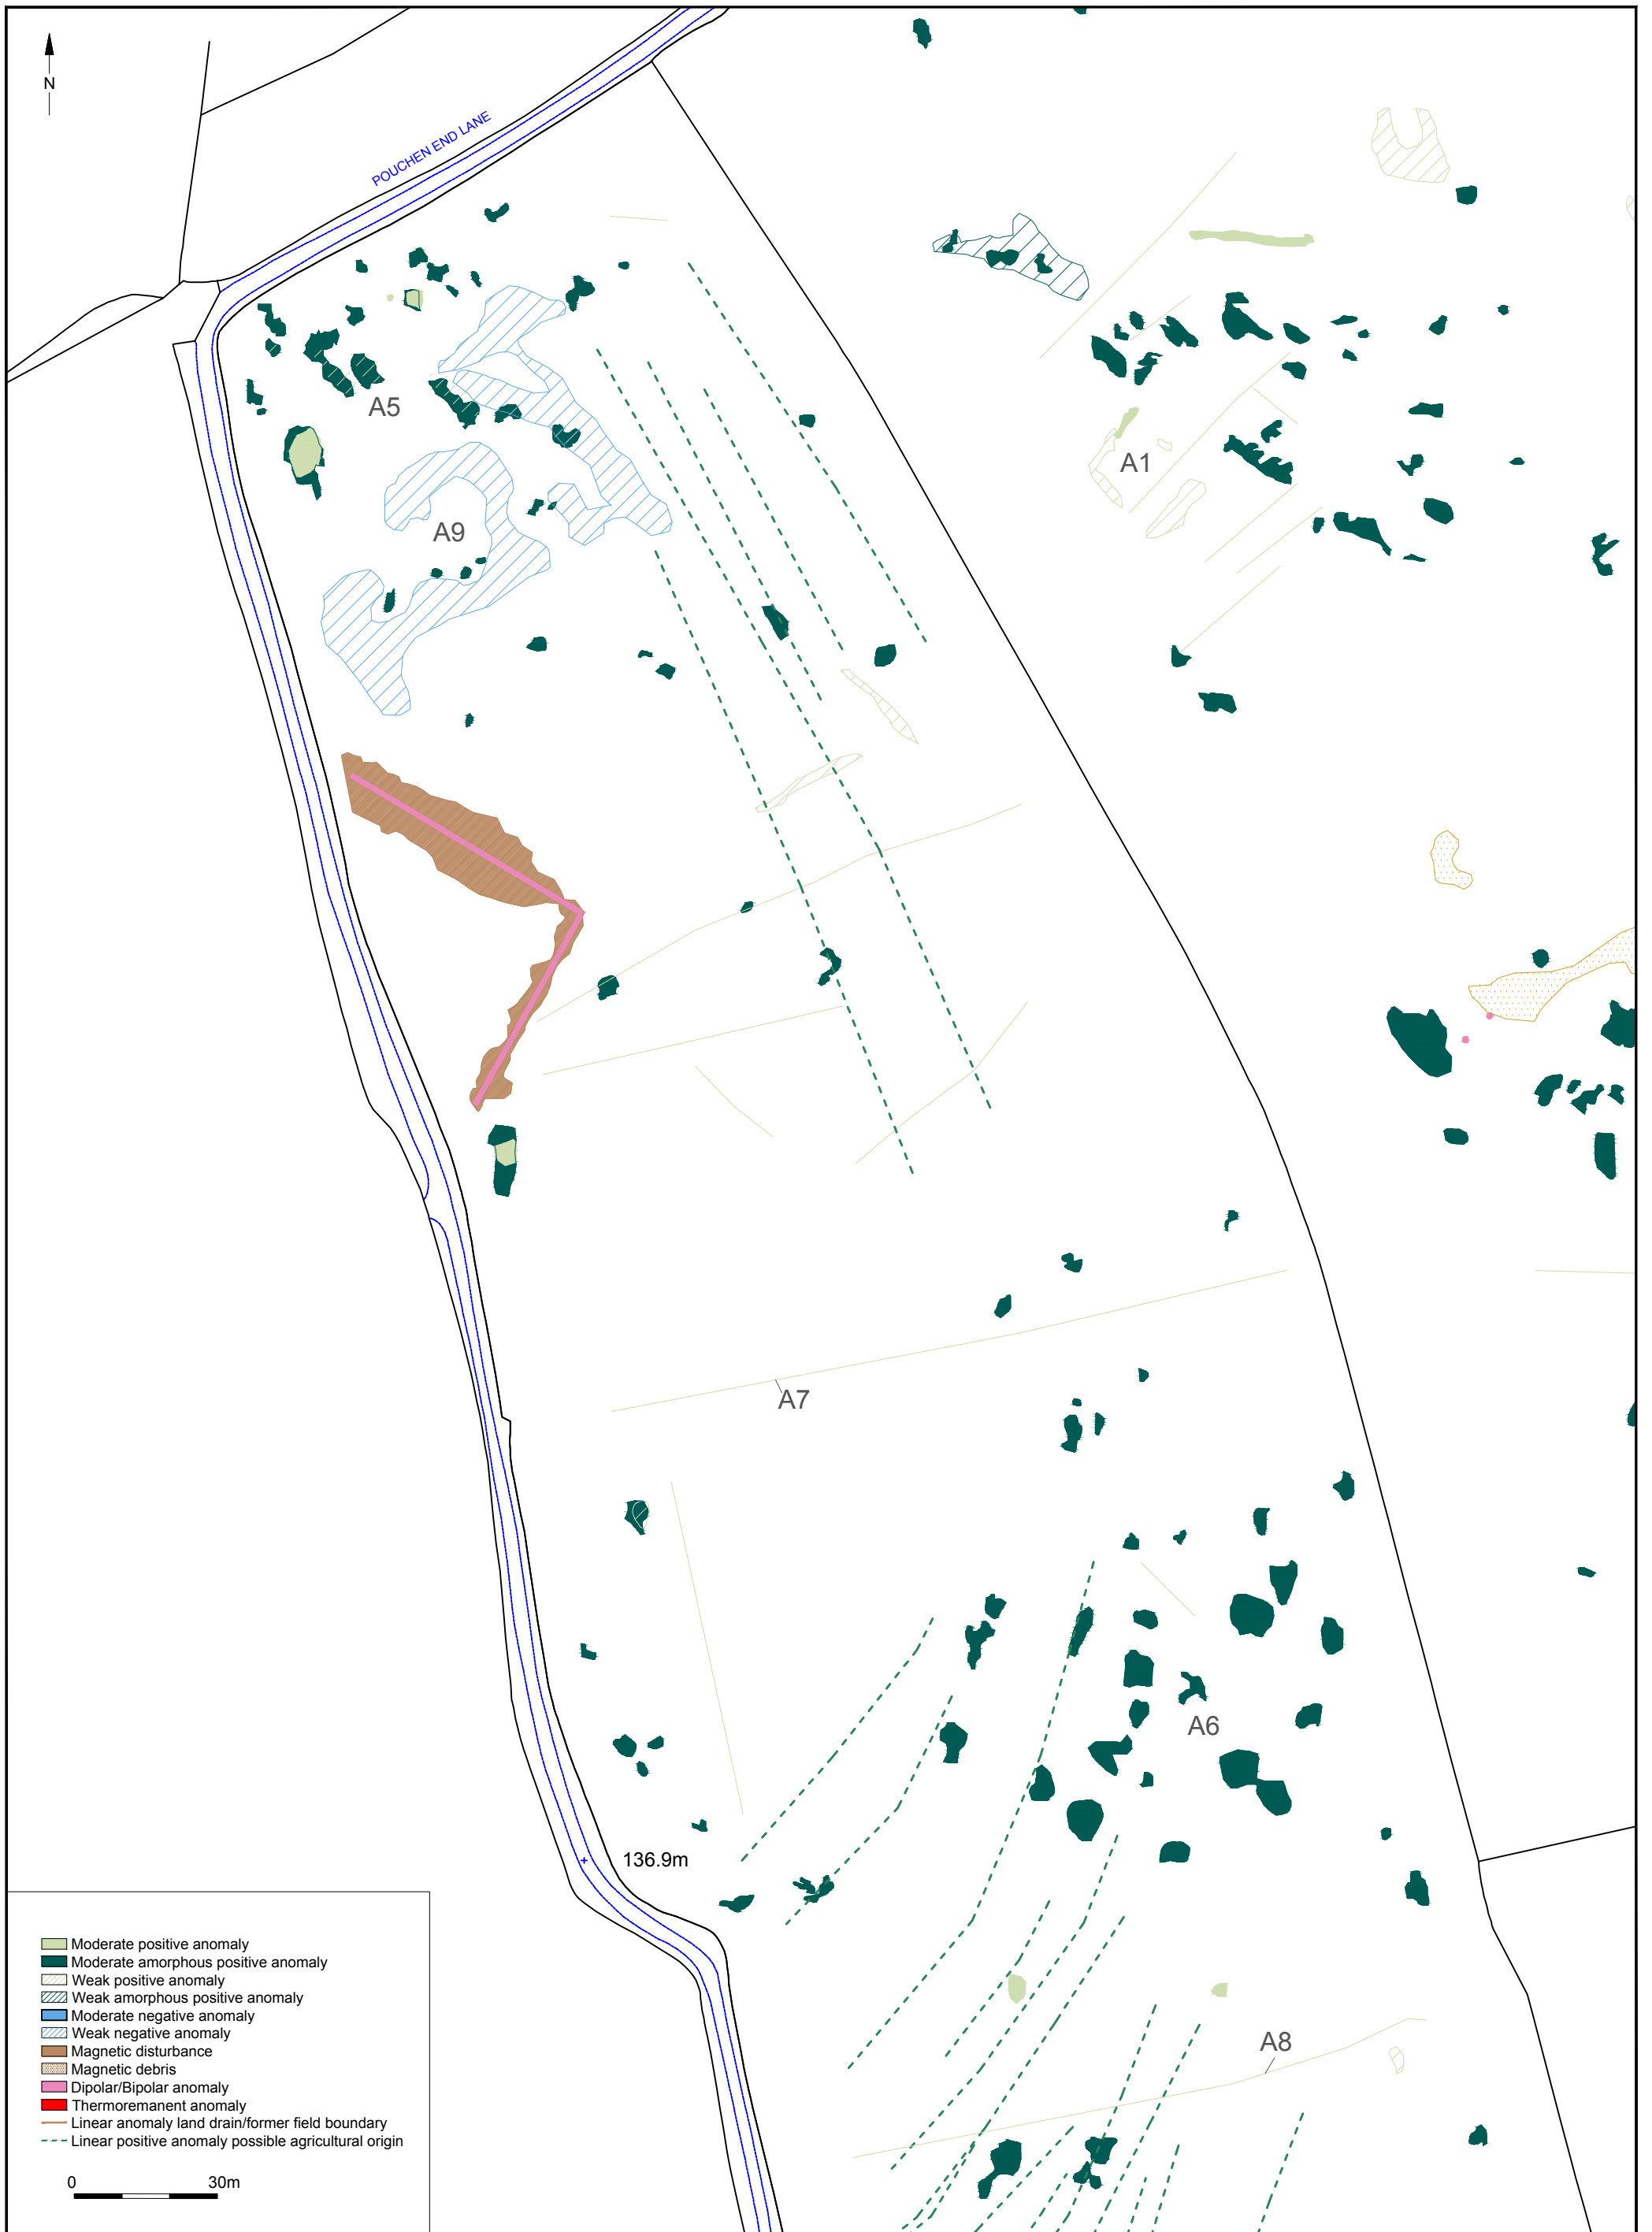 N
POUCHEN END LANE
A5
A1
A9
A7
A6
136.9m
A8
Moderate positive anomaly
Moderate amorphous positive anomaly
Weak positive anomaly
Weak amorphous positive anomaly
Moderate negative anomaly
Weak negative anomaly
Magnetic disturbance
Magnetic debris
Dipolar/Bipolar anomaly
Thermoremanent anomaly
Linear anomaly land drain/former field boundary
Linear positive anomaly possible agricultural origin
0 30m